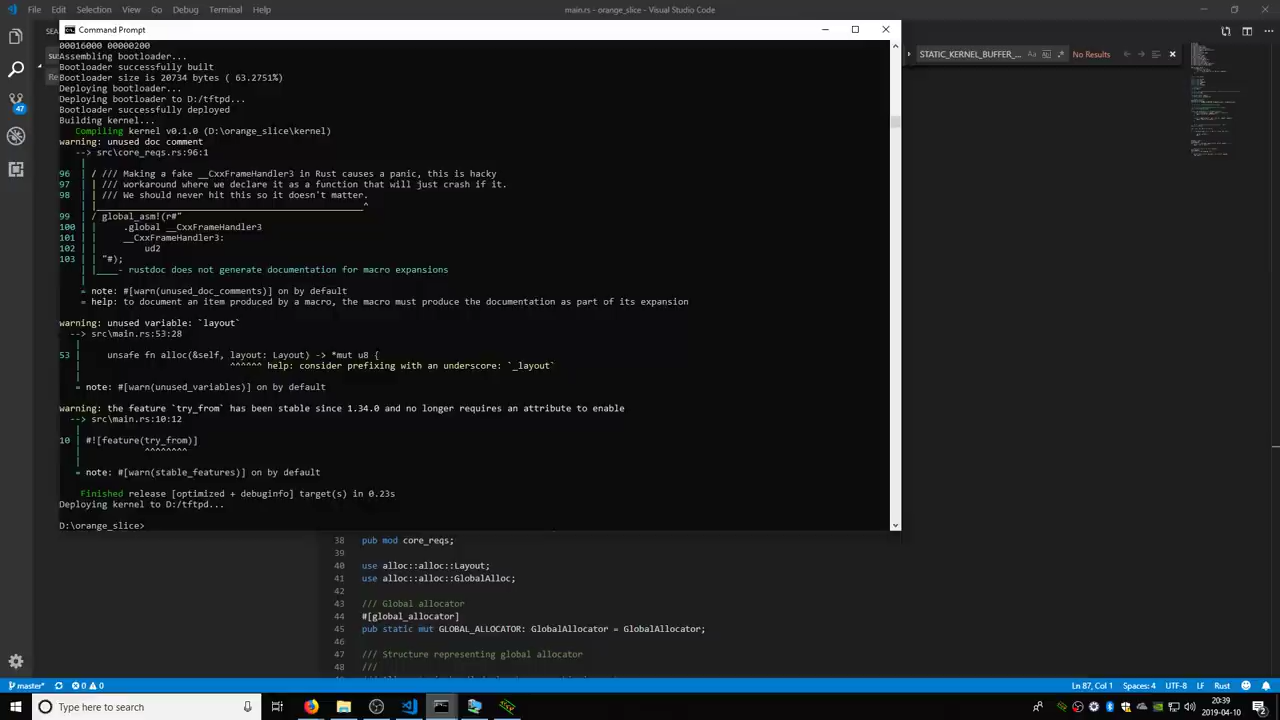 File Edit Selection View Go Debug Terminal Help
main.rs - orange_slice - Visual Studio Code
Command Prompt
STATIC_KERNEL_BUFFER_... Aa Ab| .* No Results
00016000 00000200
Assembling bootloader...
Bootloader successfully built
Bootloader size is 20734 bytes ( 63.2751%)
Deploying bootloader...
Deploying bootloader to D:/tftpd...
Bootloader successfully deployed
Building kernel...
Compiling kernel v0.1.0 (D:\orange_slice\kernel)
warning: unused doc comment
--> src\core_reqs.rs:96:1
|
96 | / /// Making a fake __CxxFrameHandler3 in Rust causes a panic, this is hacky
97 | | /// workaround where we declare it as a function that will just crash if it.
98 | | /// We should never hit this so it doesn't matter.
| |_________________________________________________^
99 | / global_asm!(r#"
100 | | .global __CxxFrameHandler3
101 | | __CxxFrameHandler3:
102 | | ud2
103 | | "#);
| |____- rustdoc does not generate documentation for macro expansions
|
= note: #[warn(unused_doc_comments)] on by default
= help: to document an item produced by a macro, the macro must produce the documentation as part of its expansion
warning: unused variable: `layout`
--> src\main.rs:53:28
|
53 | unsafe fn alloc(&self, layout: Layout) -> *mut u8 {
| ^^^^^^ help: consider prefixing with an underscore: `_layout`
|
= note: #[warn(unused_variables)] on by default
warning: the feature `try_from` has been stable since 1.34.0 and no longer requires an attribute to enable
--> src\main.rs:10:12
|
10 | #![feature(try_from)]
| ^^^^^^^^
|
= note: #[warn(stable_features)] on by default
Finished release [optimized + debuginfo] target(s) in 0.23s
Deploying kernel to D:/tftpd...
D:\orange_slice>
38 pub mod core_reqs;
39
40 use alloc::alloc::Layout;
41 use alloc::alloc::GlobalAlloc;
42
43 /// Global allocator
44 #[global_allocator]
45 pub static mut GLOBAL_ALLOCATOR: GlobalAllocator = GlobalAllocator;
46
47 /// Structure representing global allocator
48 ///
47
master* 0 0
Ln 87, Col 1 Spaces: 4 UTF-8 LF Rust
Type here to search
20:39
2019-04-10